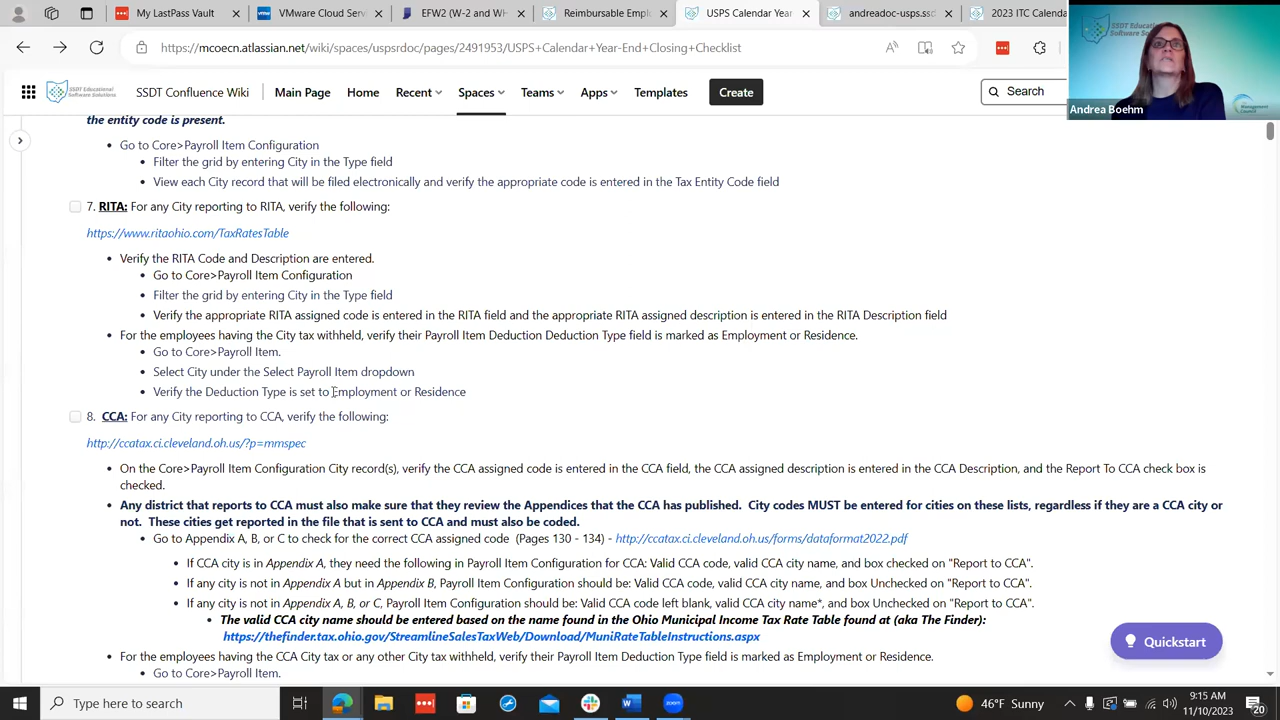 My LastPass Vault
VMware Cloud Serv
EFW2 (W-2 and WH
Reimbursable Employ
USPS Calendar Year
andreadoc-usps.ssd
2023 ITC Calenda
https://mcoecn.atlassian.net/wiki/spaces/uspsrdoc/pages/2491953/USPS+Calendar+Year-End+Closing+Checklist
Andrea Boehm
SSDT Confluence Wiki
Main Page
Home
Recent
Spaces
Teams
Apps
Templates
Create
Search
the entity code is present.
• Go to Core>Payroll Item Configuration
• Filter the grid by entering City in the Type field
• View each City record that will be filed electronically and verify the appropriate code is entered in the Tax Entity Code field
7. RITA: For any City reporting to RITA, verify the following:
https://www.ritaohio.com/TaxRatesTable
• Verify the RITA Code and Description are entered.
• Go to Core>Payroll Item Configuration
• Filter the grid by entering City in the Type field
• Verify the appropriate RITA assigned code is entered in the RITA field and the appropriate RITA assigned description is entered in the RITA Description field
• For the employees having the City tax withheld, verify their Payroll Item Deduction Deduction Type field is marked as Employment or Residence.
• Go to Core>Payroll Item.
• Select City under the Select Payroll Item dropdown
• Verify the Deduction Type is set to Employment or Residence
8. CCA: For any City reporting to CCA, verify the following:
http://ccatax.ci.cleveland.oh.us/?p=mmspec
• On the Core>Payroll Item Configuration City record(s), verify the CCA assigned code is entered in the CCA field, the CCA assigned description is entered in the CCA Description, and the Report To CCA check box is
checked.
• Any district that reports to CCA must also make sure that they review the Appendices that the CCA has published. City codes MUST be entered for cities on these lists, regardless if they are a CCA city or
not. These cities get reported in the file that is sent to CCA and must also be coded.
• Go to Appendix A, B, or C to check for the correct CCA assigned code (Pages 130 - 134) - http://ccatax.ci.cleveland.oh.us/forms/dataformat2022.pdf
• If CCA city is in Appendix A, they need the following in Payroll Item Configuration for CCA: Valid CCA code, valid CCA city name, and box checked on "Report to CCA".
• If any city is not in Appendix A but in Appendix B, Payroll Item Configuration should be: Valid CCA code, valid CCA city name, and box Unchecked on "Report to CCA".
• If any city is not in Appendix A, B, or C, Payroll Item Configuration should be: Valid CCA code left blank, valid CCA city name*, and box Unchecked on "Report to CCA".
• The valid CCA city name should be entered based on the name found in the Ohio Municipal Income Tax Rate Table found at (aka The Finder):
https://thefinder.tax.ohio.gov/StreamlineSalesTaxWeb/Download/MuniRateTableInstructions.aspx
• For the employees having the CCA City tax or any other City tax withheld, verify their Payroll Item Deduction Type field is marked as Employment or Residence.
• Go to Core>Payroll Item.
Quickstart
Type here to search
46°F Sunny
9:15 AM
11/10/2023
20